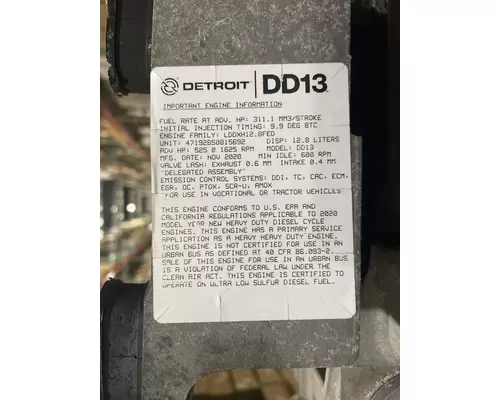 DETROIT DD13
IMPORTANT ENGINE INFORMATION
FUEL RATE AT ADV. HP: 311.1 MM3/STROKE
INITIAL INJECTION TIMING: 9.9 DEG BTC
ENGINE FAMILY: LDDXH12.8FED
UNIT: 471928S0815692 DISP: 12.8 LITERS
ADV HP: 525 @ 1625 RPM MODEL: DD13
MFG. DATE: NOV 2020 MIN IDLE: 600 RPM
VALVE LASH: EXHAUST 0.6 MM INTAKE 0.4 MM
"DELEGATED ASSEMBLY"
EMISSION CONTROL SYSTEMS: DDI, TC, CAC, ECM,
EGR, OC, PTOX, SCR-U, AMOX
FOR USE IN VOCATIONAL OR TRACTOR VEHICLES
THIS ENGINE CONFORMS TO U.S. EPA AND
CALIFORNIA REGULATIONS APPLICABLE TO 2020
MODEL YEAR NEW HEAVY DUTY DIESEL CYCLE
ENGINES. THIS ENGINE HAS A PRIMARY SERVICE
APPLICATION AS A HEAVY HEAVY DUTY ENGINE.
THIS ENGINE IS NOT CERTIFIED FOR USE IN AN
URBAN BUS AS DEFINED AT 40 CFR 86.093-2.
SALE OF THIS ENGINE FOR USE IN AN URBAN BUS
IS A VIOLATION OF FEDERAL LAW UNDER THE
CLEAN AIR ACT. THIS ENGINE IS CERTIFIED TO
OPERATE ON ULTRA LOW SULFUR DIESEL FUEL.